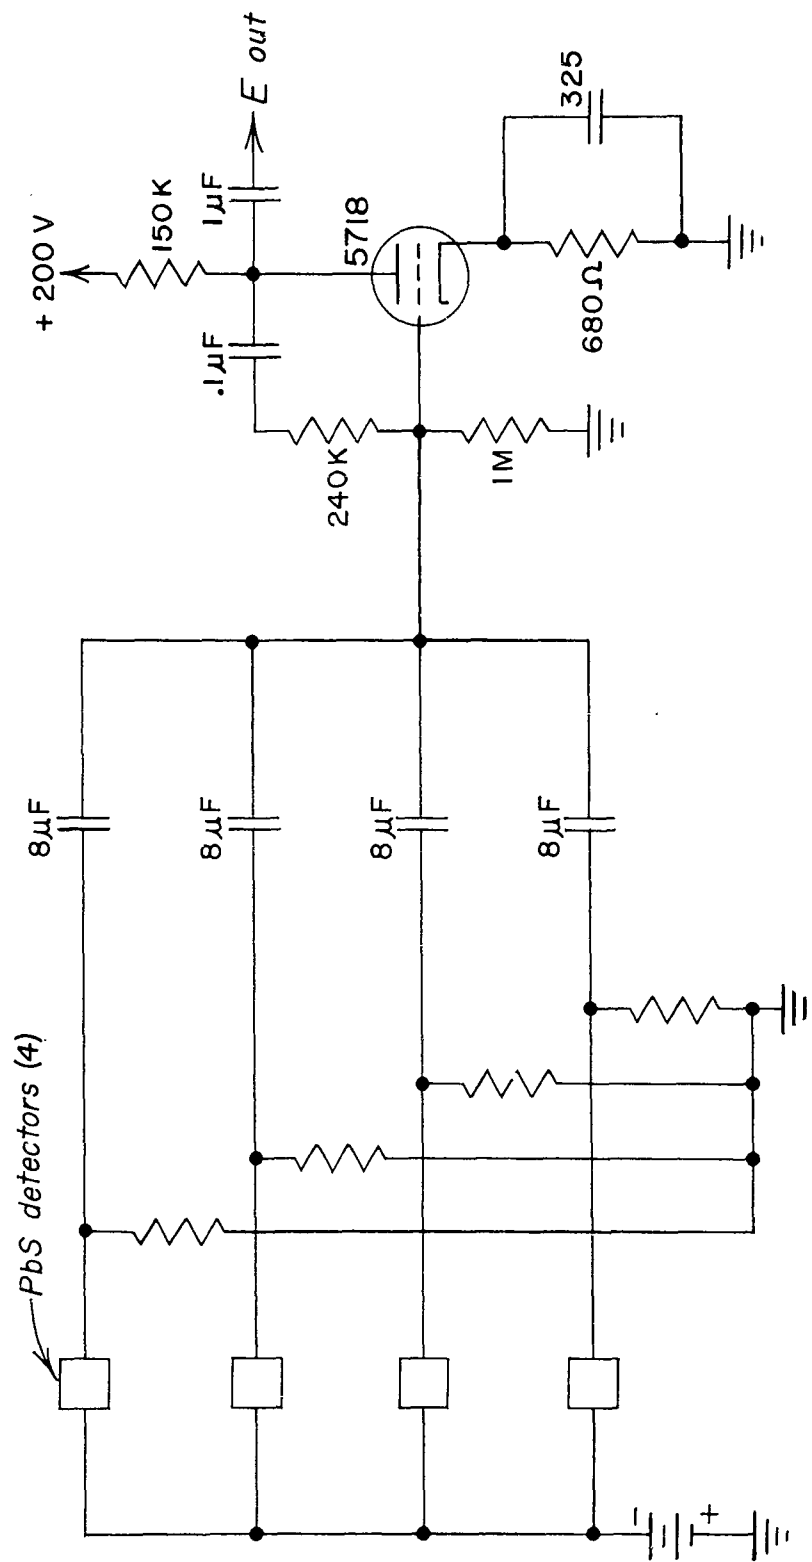 PbS detectors (4)
8µF
8µF
8µF
8µF
+ 200 V
150K
.1µF
1µF
E out
240K
1M
5718
680Ω
325
-
+